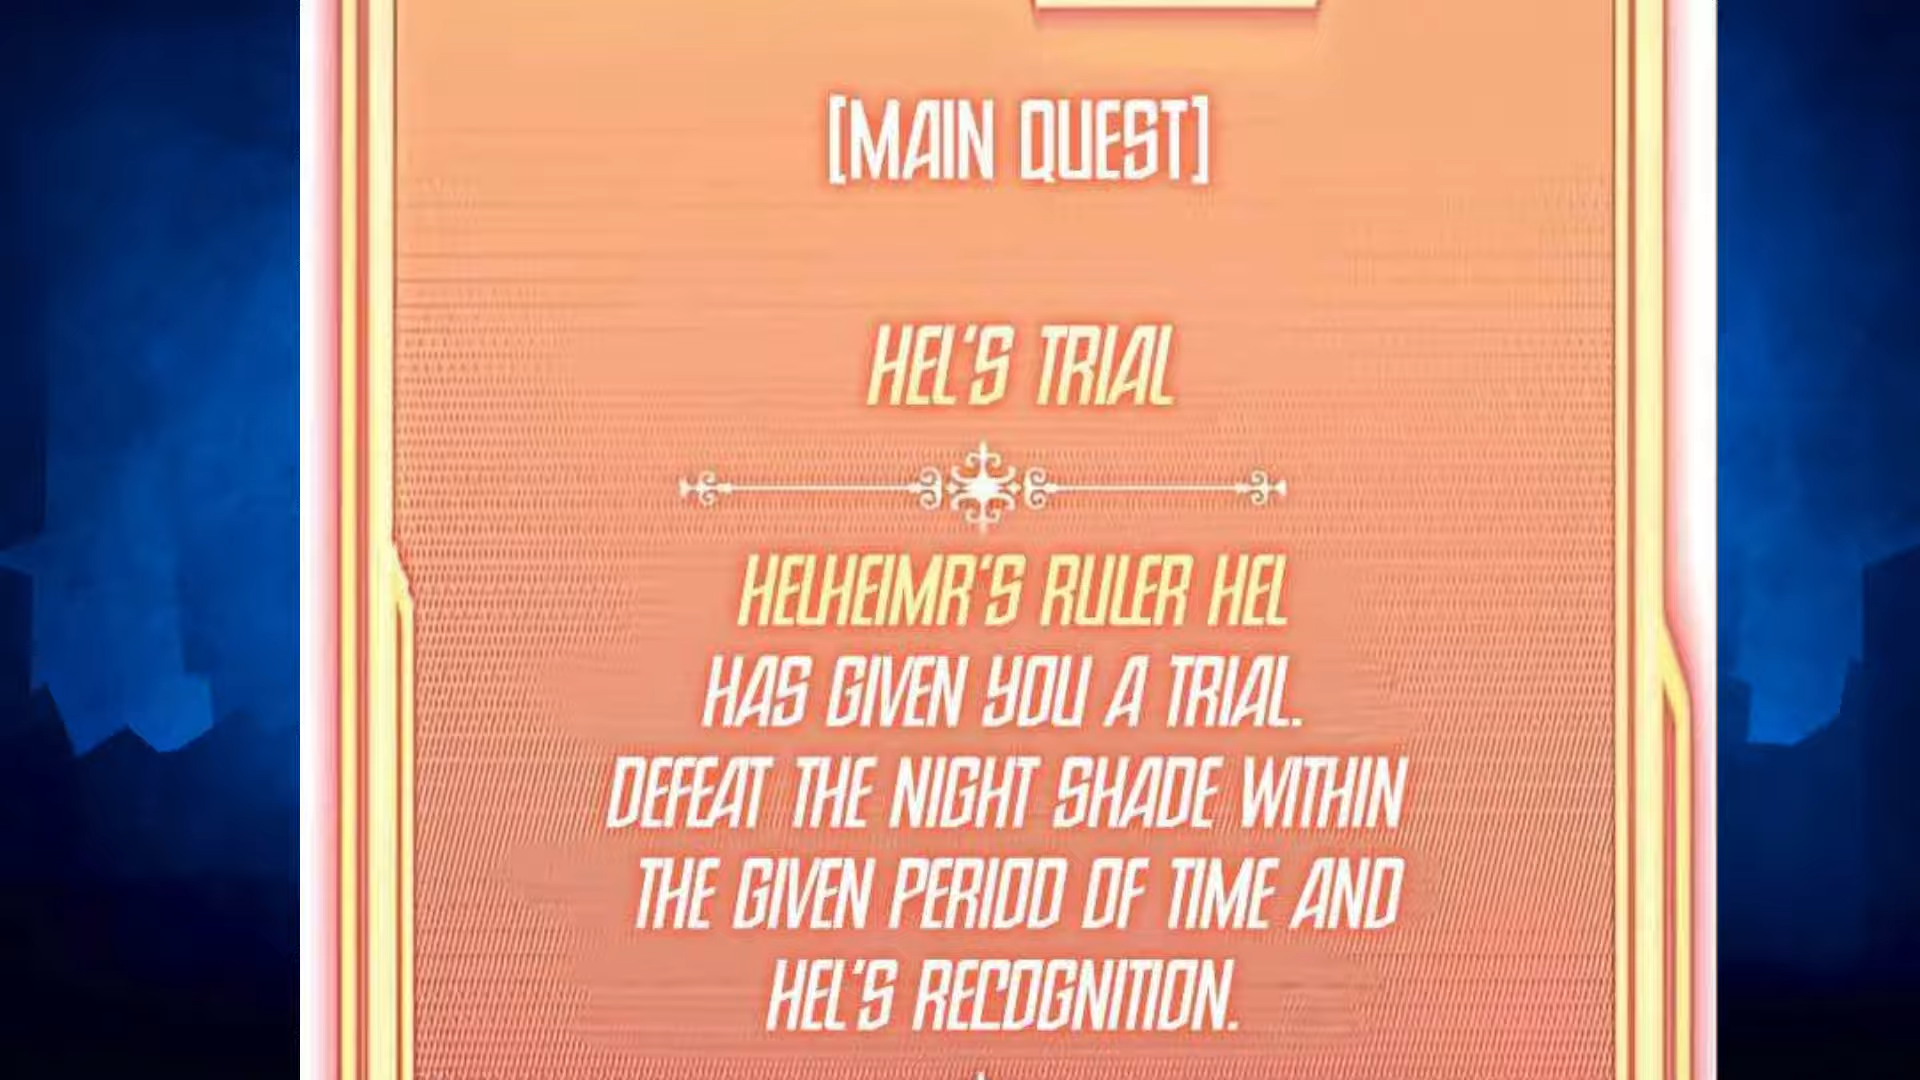 [MAIN QUEST]
HEL'S TRIAL
HELHEIMR'S RULER HEL
HAS GIVEN YOU A TRIAL.
DEFEAT THE NIGHT SHADE WITHIN
THE GIVEN PERIOD OF TIME AND
HEL'S RECOGNITION.